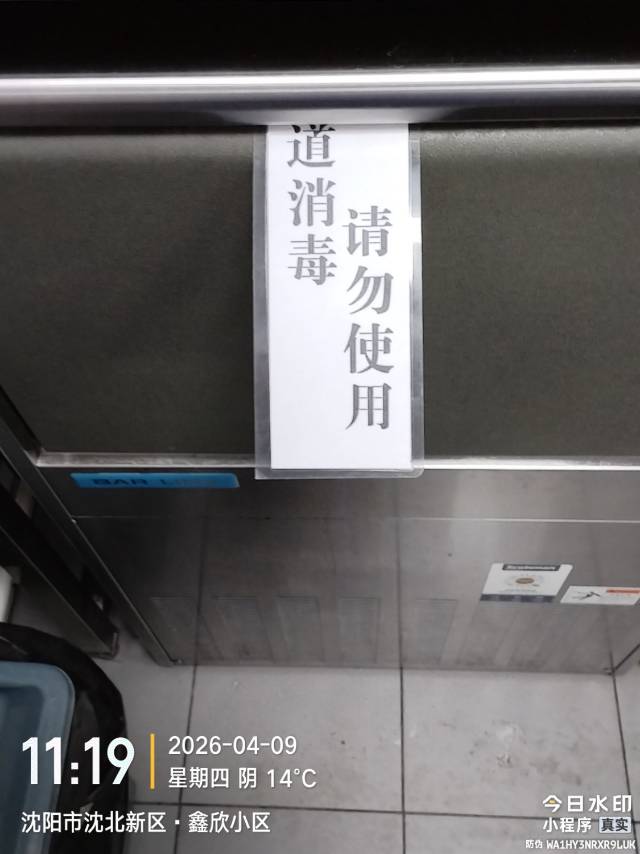 道消毒
请勿使用
BAR LINE
11:19
2026-04-09
星期四 阴 14°C
沈阳市沈北新区·鑫欣小区
今日水印
小程序 真实
防伪 WA1HY3NRXR9LUK